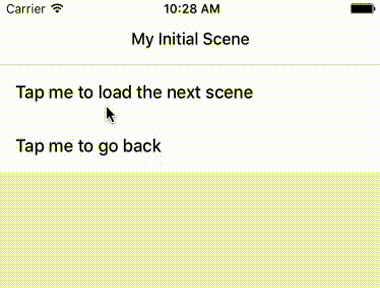 Carrier 10:28 AM
My Initial Scene
Tap me to load the next scene
Tap me to go back